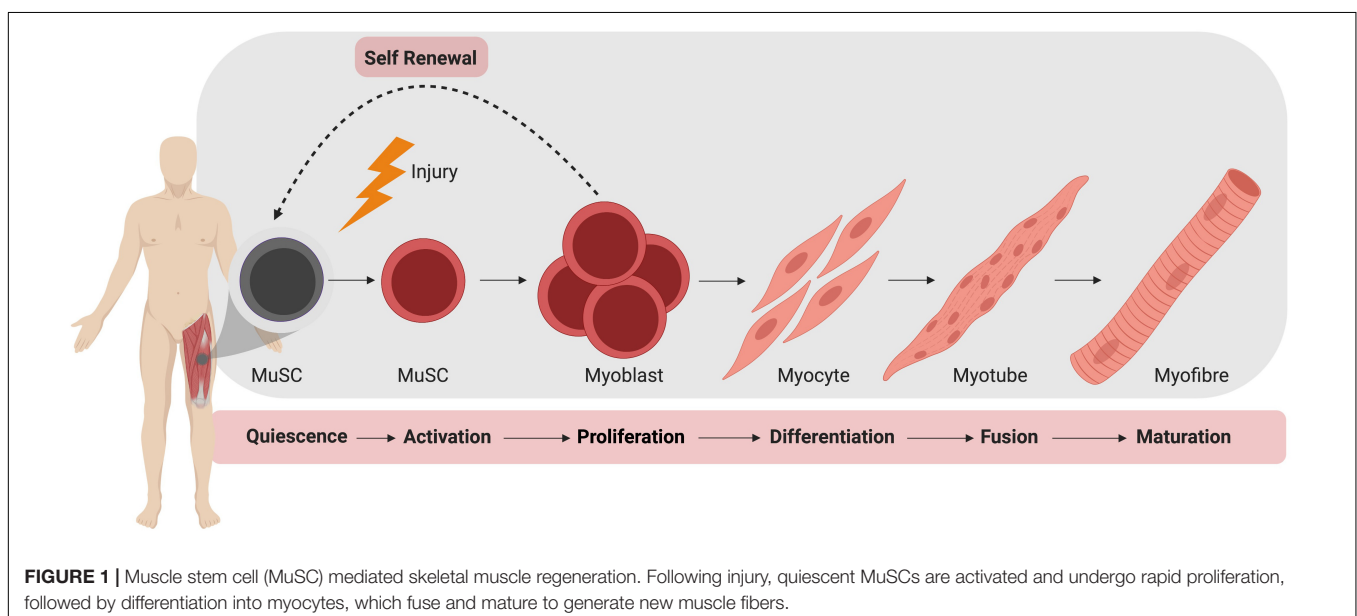 Self Renewal
Injury
MuSC MuSC Myoblast Myocyte Myotube Myofibre
Quiescence Activation Proliferation Differentiation Fusion Maturation
FIGURE 1 | Muscle stem cell (MuSC) mediated skeletal muscle regeneration. Following injury, quiescent MuSCs are activated and undergo rapid proliferation,
followed by differentiation into myocytes, which fuse and mature to generate new muscle fibers.